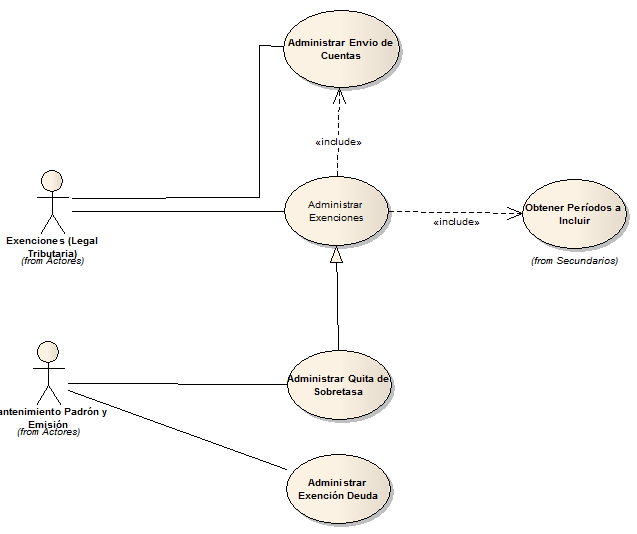 Administrar Envio de
Cuentas
«include»
Administrar
Exenciones
«include»
Obtener Períodos a
Incluir
(from Secundarios)
Exenciones (Legal
Tributaria)
(from Actores)
Administrar Quita de
Sobretasa
antenimiento Padrón y
Emisión
(from Actores)
Administrar
Exención Deuda